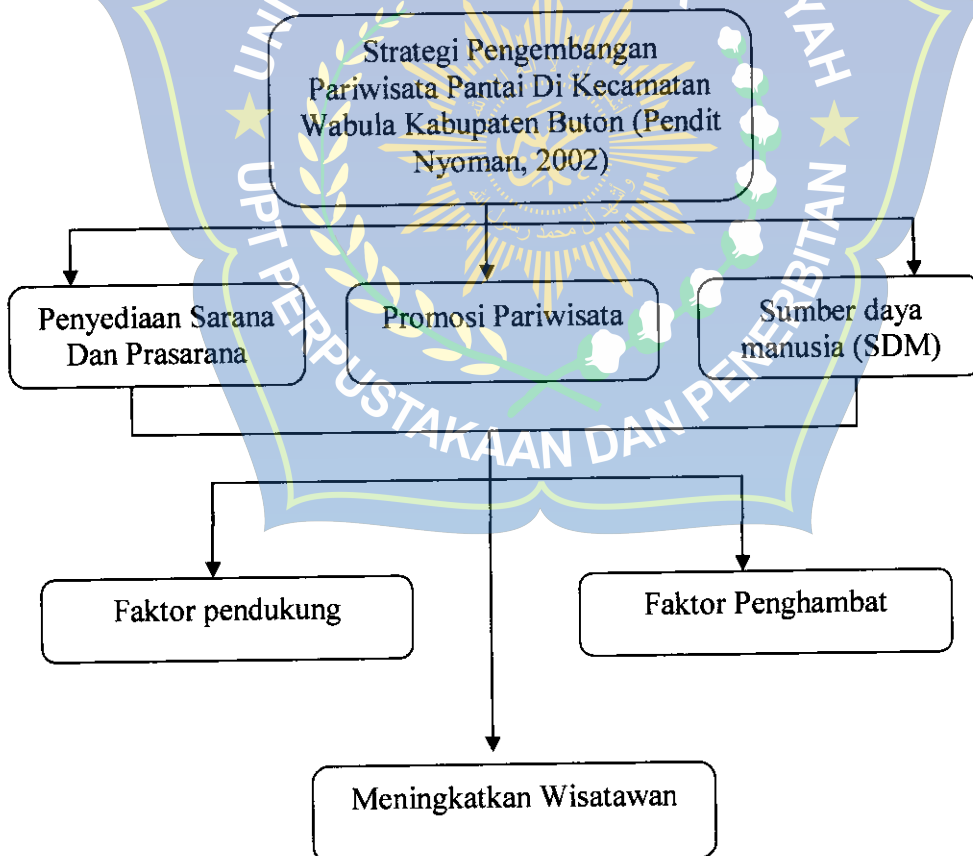 Strategi Pengembangan
Pariwisata Pantai Di Kecamatan
Wabula Kabupaten Buton (Pendit
Nyoman, 2002)
Penyediaan Sarana
Dan Prasarana
Promosi Pariwisata
Sumber daya
manusia (SDM)
Faktor pendukung
Faktor Penghambat
Meningkatkan Wisatawan
UPT PERPUSTAKAAN DAN PENERBITAN